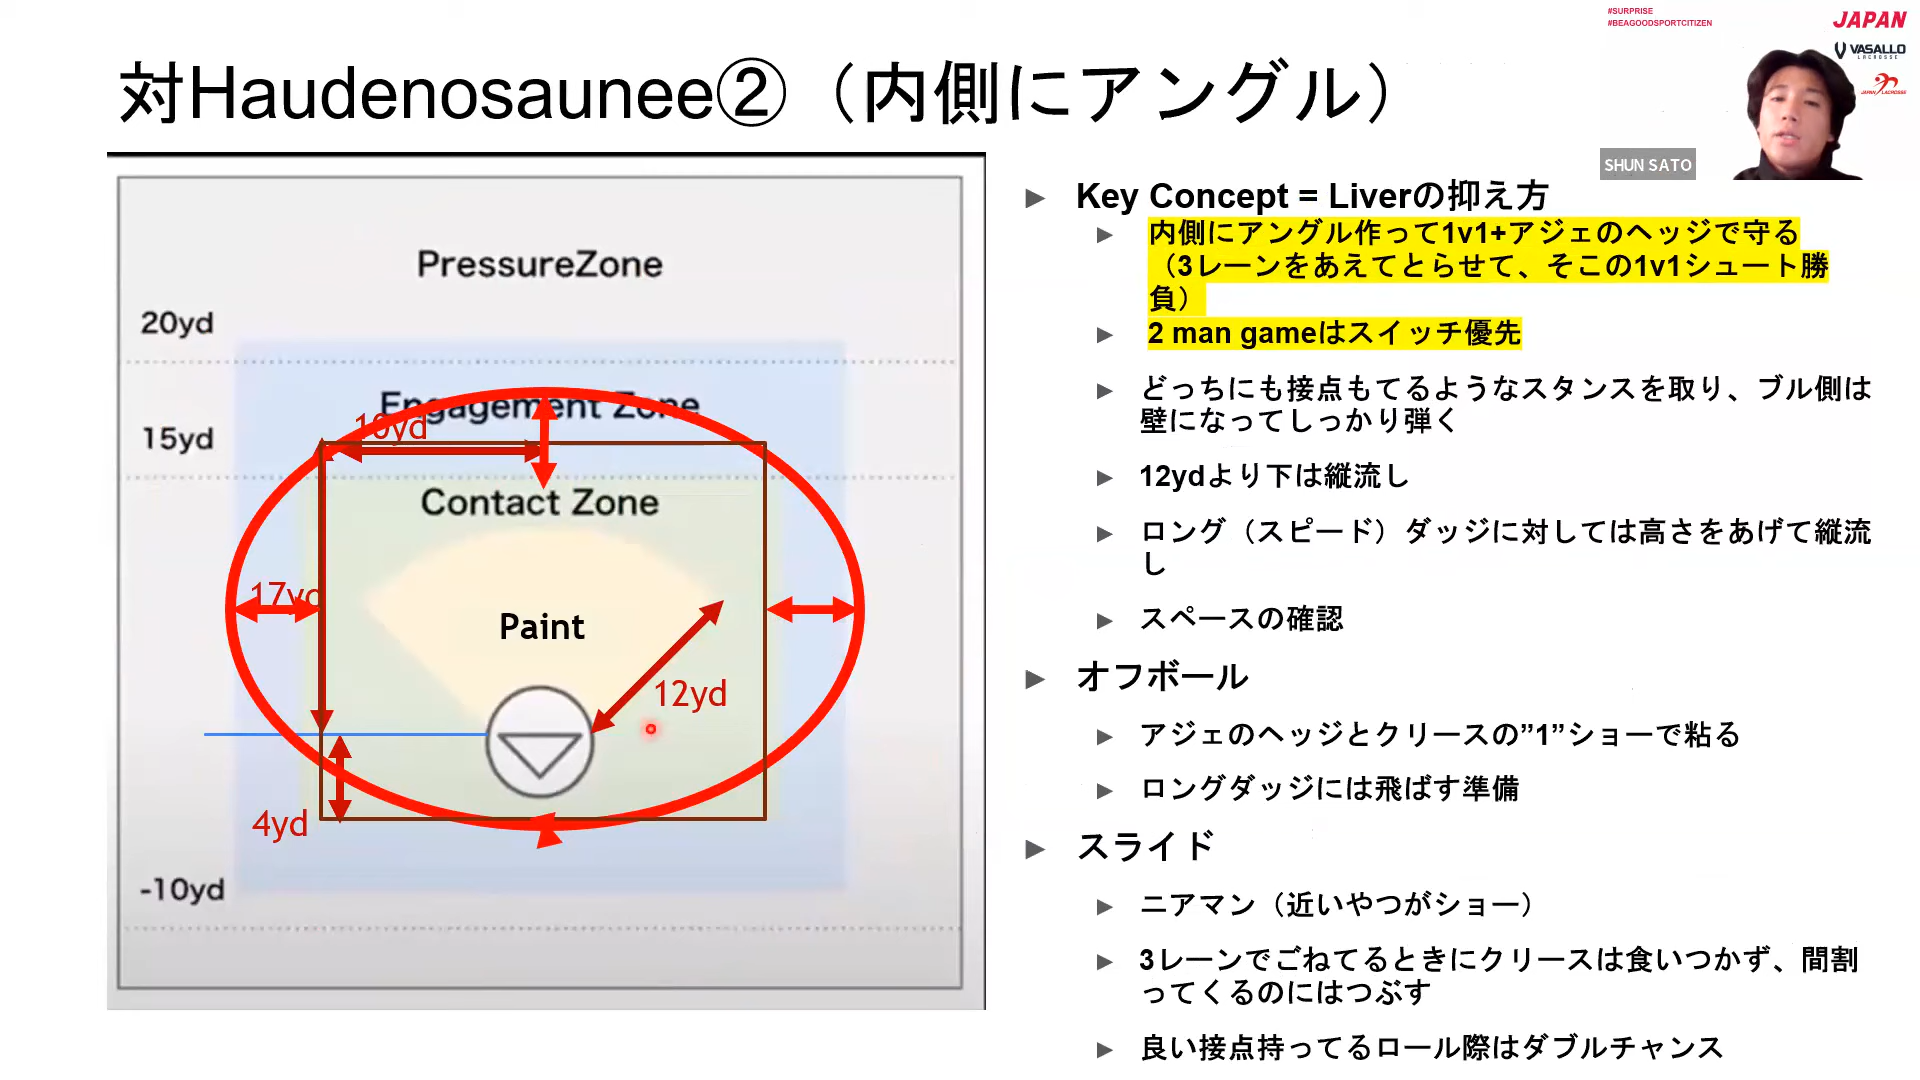 #SURPRISE
#BEAGOODSPORTCITIZEN
JAPAN
VASALLO
LACROSSE
JAPAN LACROSSE
SHUN SATO
対Haudenosaunee②（内側にアングル）
PressureZone
20yd
Engagement Zone
10yd
15yd
Contact Zone
17yd
Paint
12yd
4yd
-10yd
Key Concept = Liverの抑え方
内側にアングル作って1v1+アジェのヘッジで守る
（3レーンをあえてとらせて、そこの1v1シュート勝
負）
2 man gameはスイッチ優先
どっちにも接点もてるようなスタンスを取り、ブル側は
壁になってしっかり弾く
12ydより下は縦流し
ロング（スピード）ダッジに対しては高さをあげて縦流
し
スペースの確認
オフボール
アジェのヘッジとクリースの”1”ショーで粘る
ロングダッジには飛ばす準備
スライド
ニアマン（近いやつがショー）
3レーンでごねてるときにクリースは食いつかず、間割
ってくるのにはつぶす
良い接点持ってるロール際はダブルチャンス